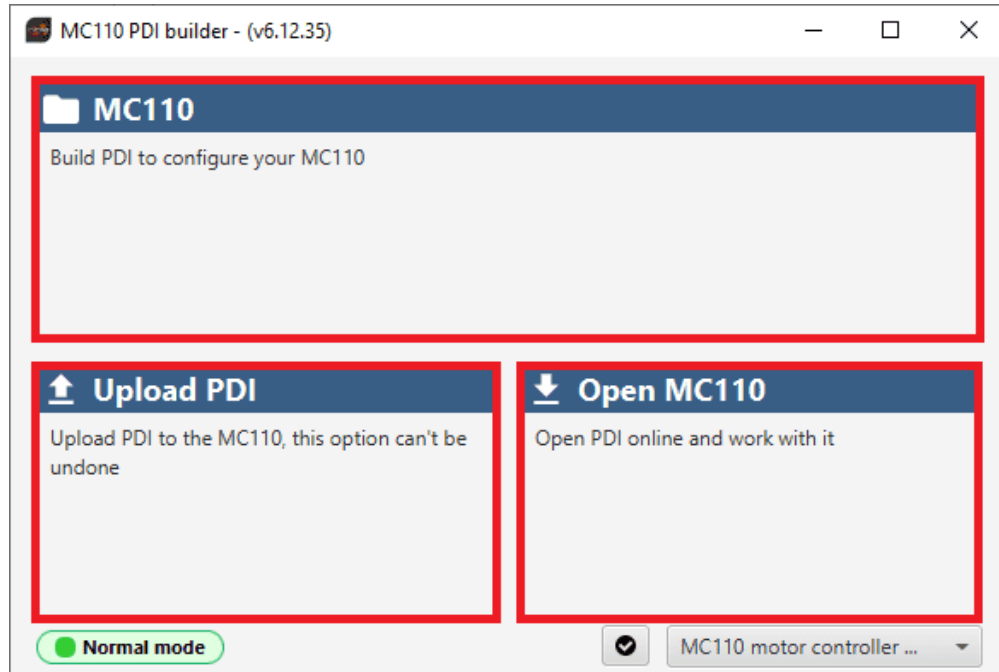 MC110 PDI builder - (v6.12.35)
MC110
Build PDI to configure your MC110
Upload PDI
Upload PDI to the MC110, this option can't be
undone
Open MC110
Open PDI online and work with it
Normal mode
MC110 motor controller ...